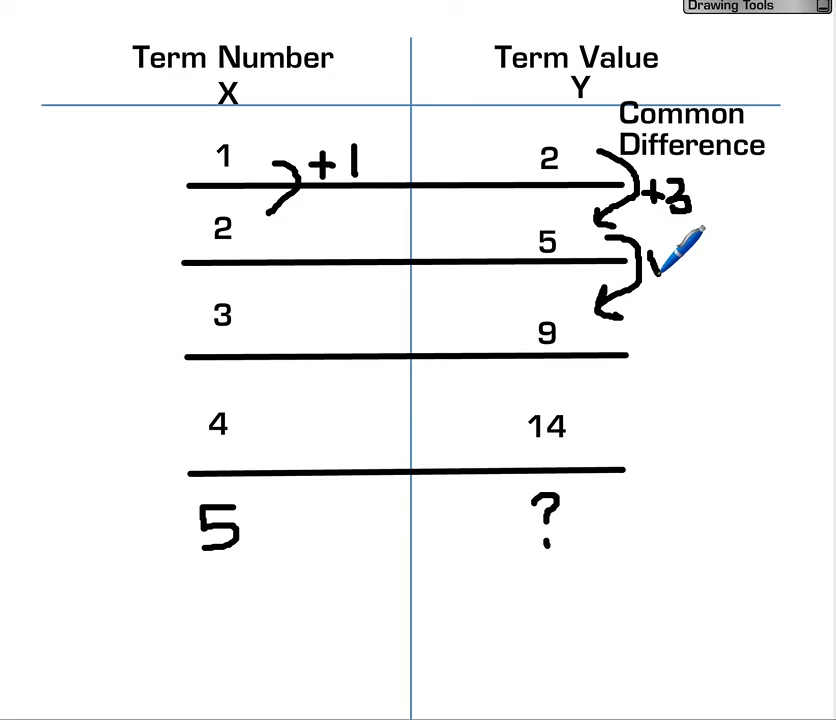 Drawing Tools
Term Number Term Value
X Y
Common
Difference
1 +1 2
+3
2 5
3 9
4 14
5 ?